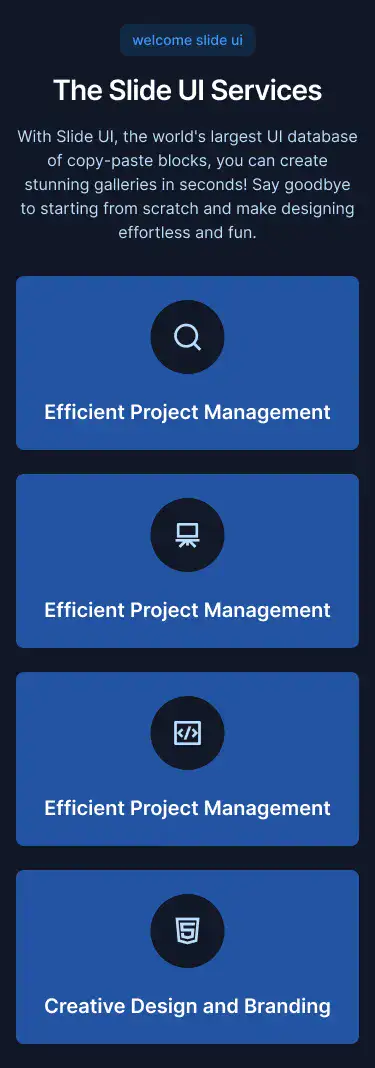 welcome slide ui
The Slide UI Services
With Slide UI, the world's largest UI database
of copy-paste blocks, you can create
stunning galleries in seconds! Say goodbye
to starting from scratch and make designing
effortless and fun.
Efficient Project Management
Efficient Project Management
Efficient Project Management
Creative Design and Branding